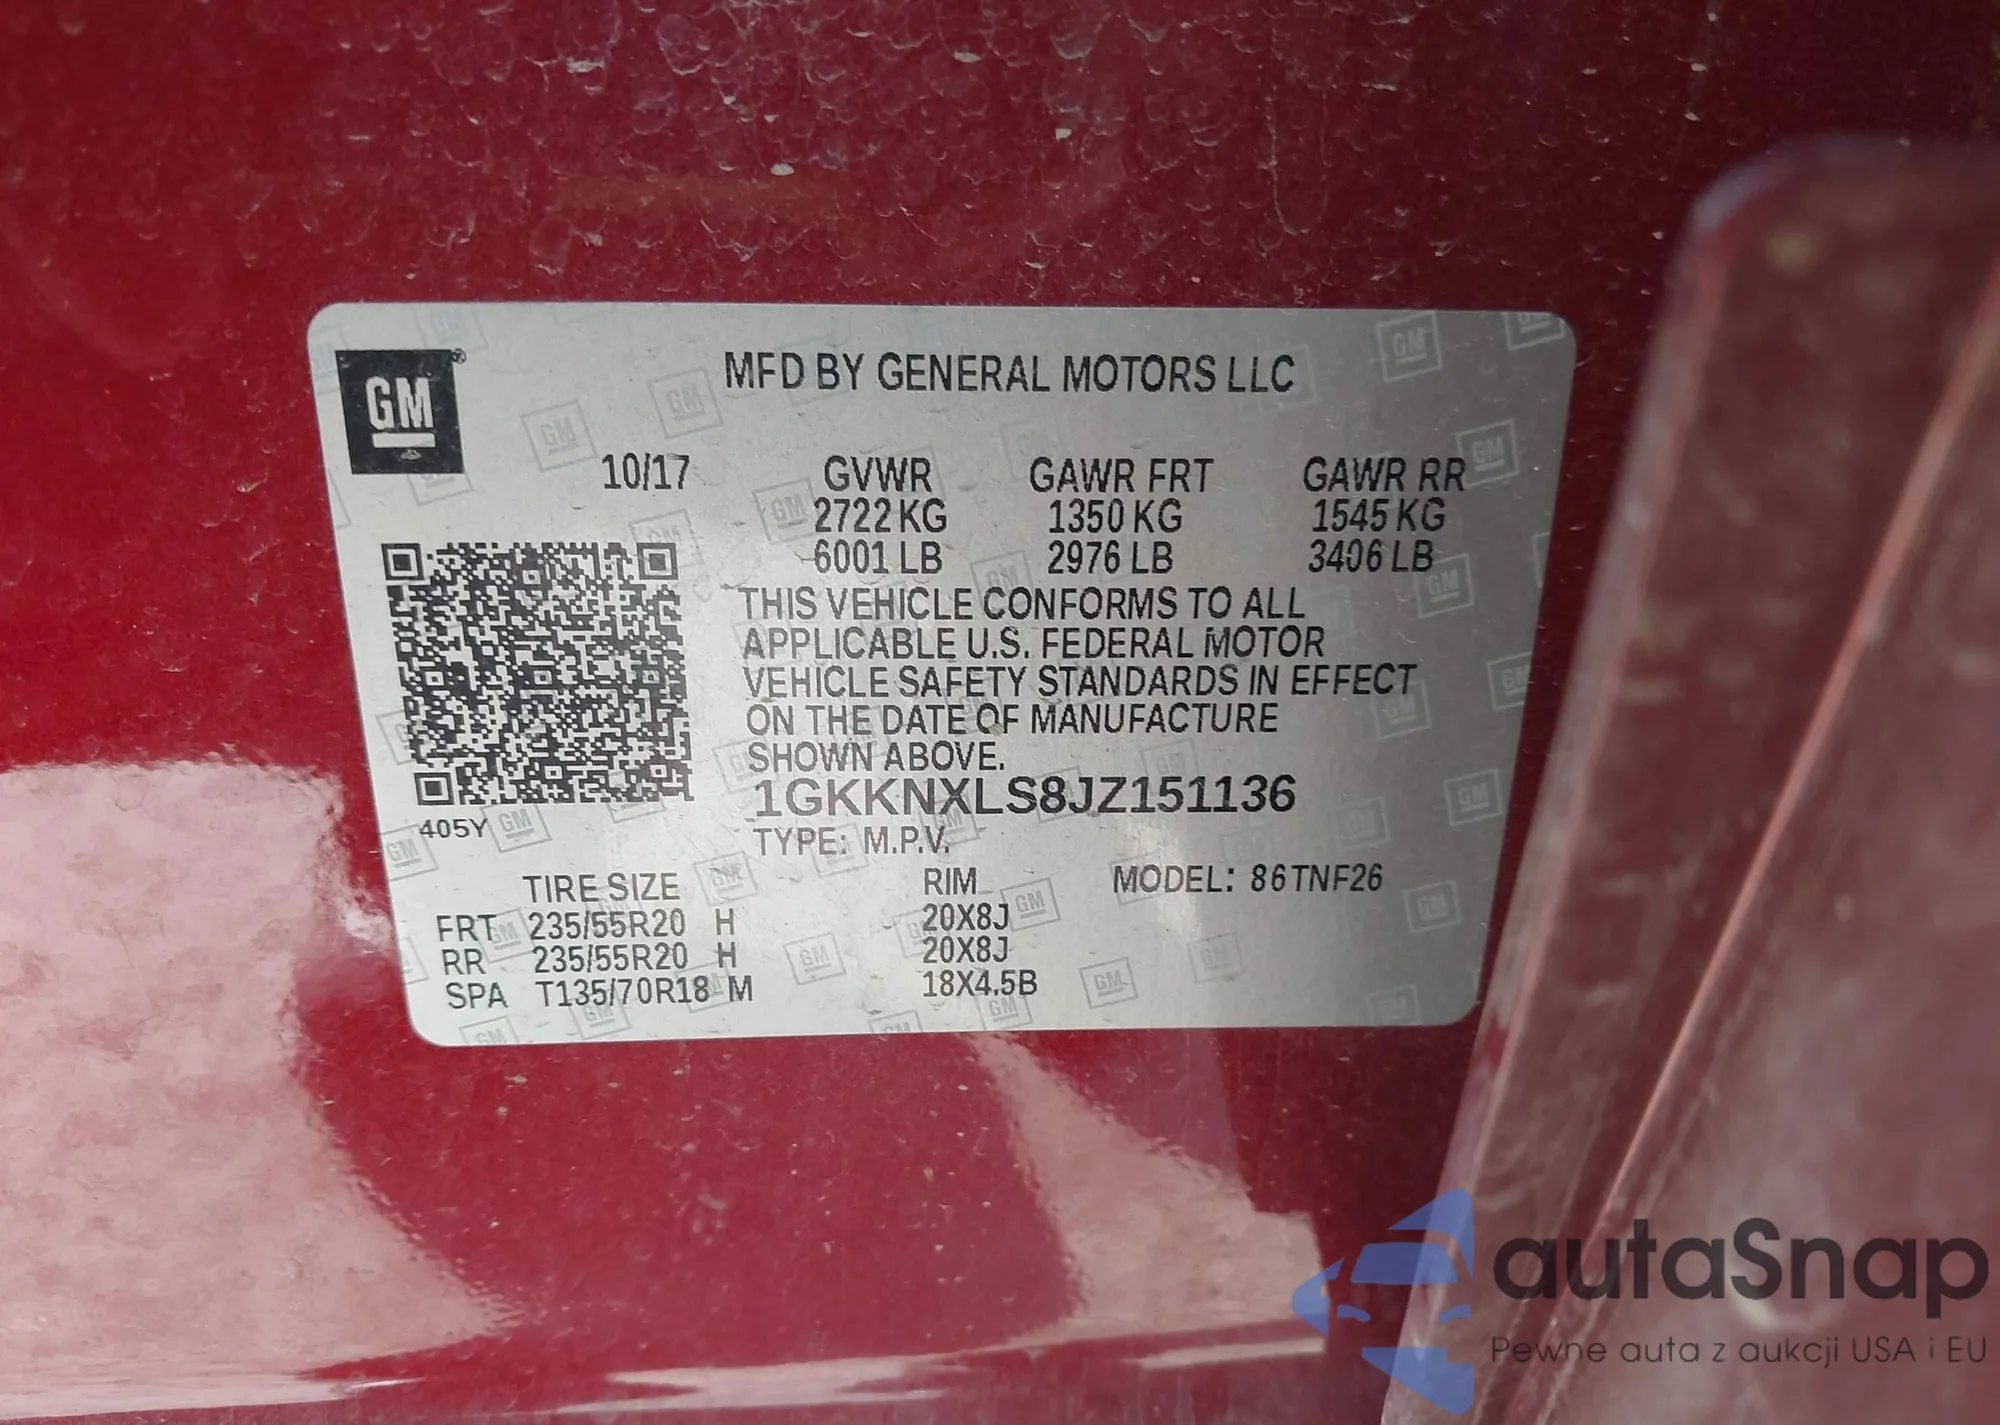 GM
MFD BY GENERAL MOTORS LLC
10/17 GVWR GAWR FRT GAWR RR
2722 KG 1350 KG 1545 KG
6001 LB 2976 LB 3406 LB
THIS VEHICLE CONFORMS TO ALL
APPLICABLE U.S. FEDERAL MOTOR
VEHICLE SAFETY STANDARDS IN EFFECT
ON THE DATE OF MANUFACTURE
SHOWN ABOVE.
1GKKNXLS8JZ151136
405Y
TYPE: M.P.V.
TIRE SIZE RIM MODEL: 86TNF26
FRT 235/55R20 H 20X8J
RR 235/55R20 H 20X8J
SPA T135/70R18 M 18X4.5B
autaSnap
Pewne auta z aukcji USA i EU